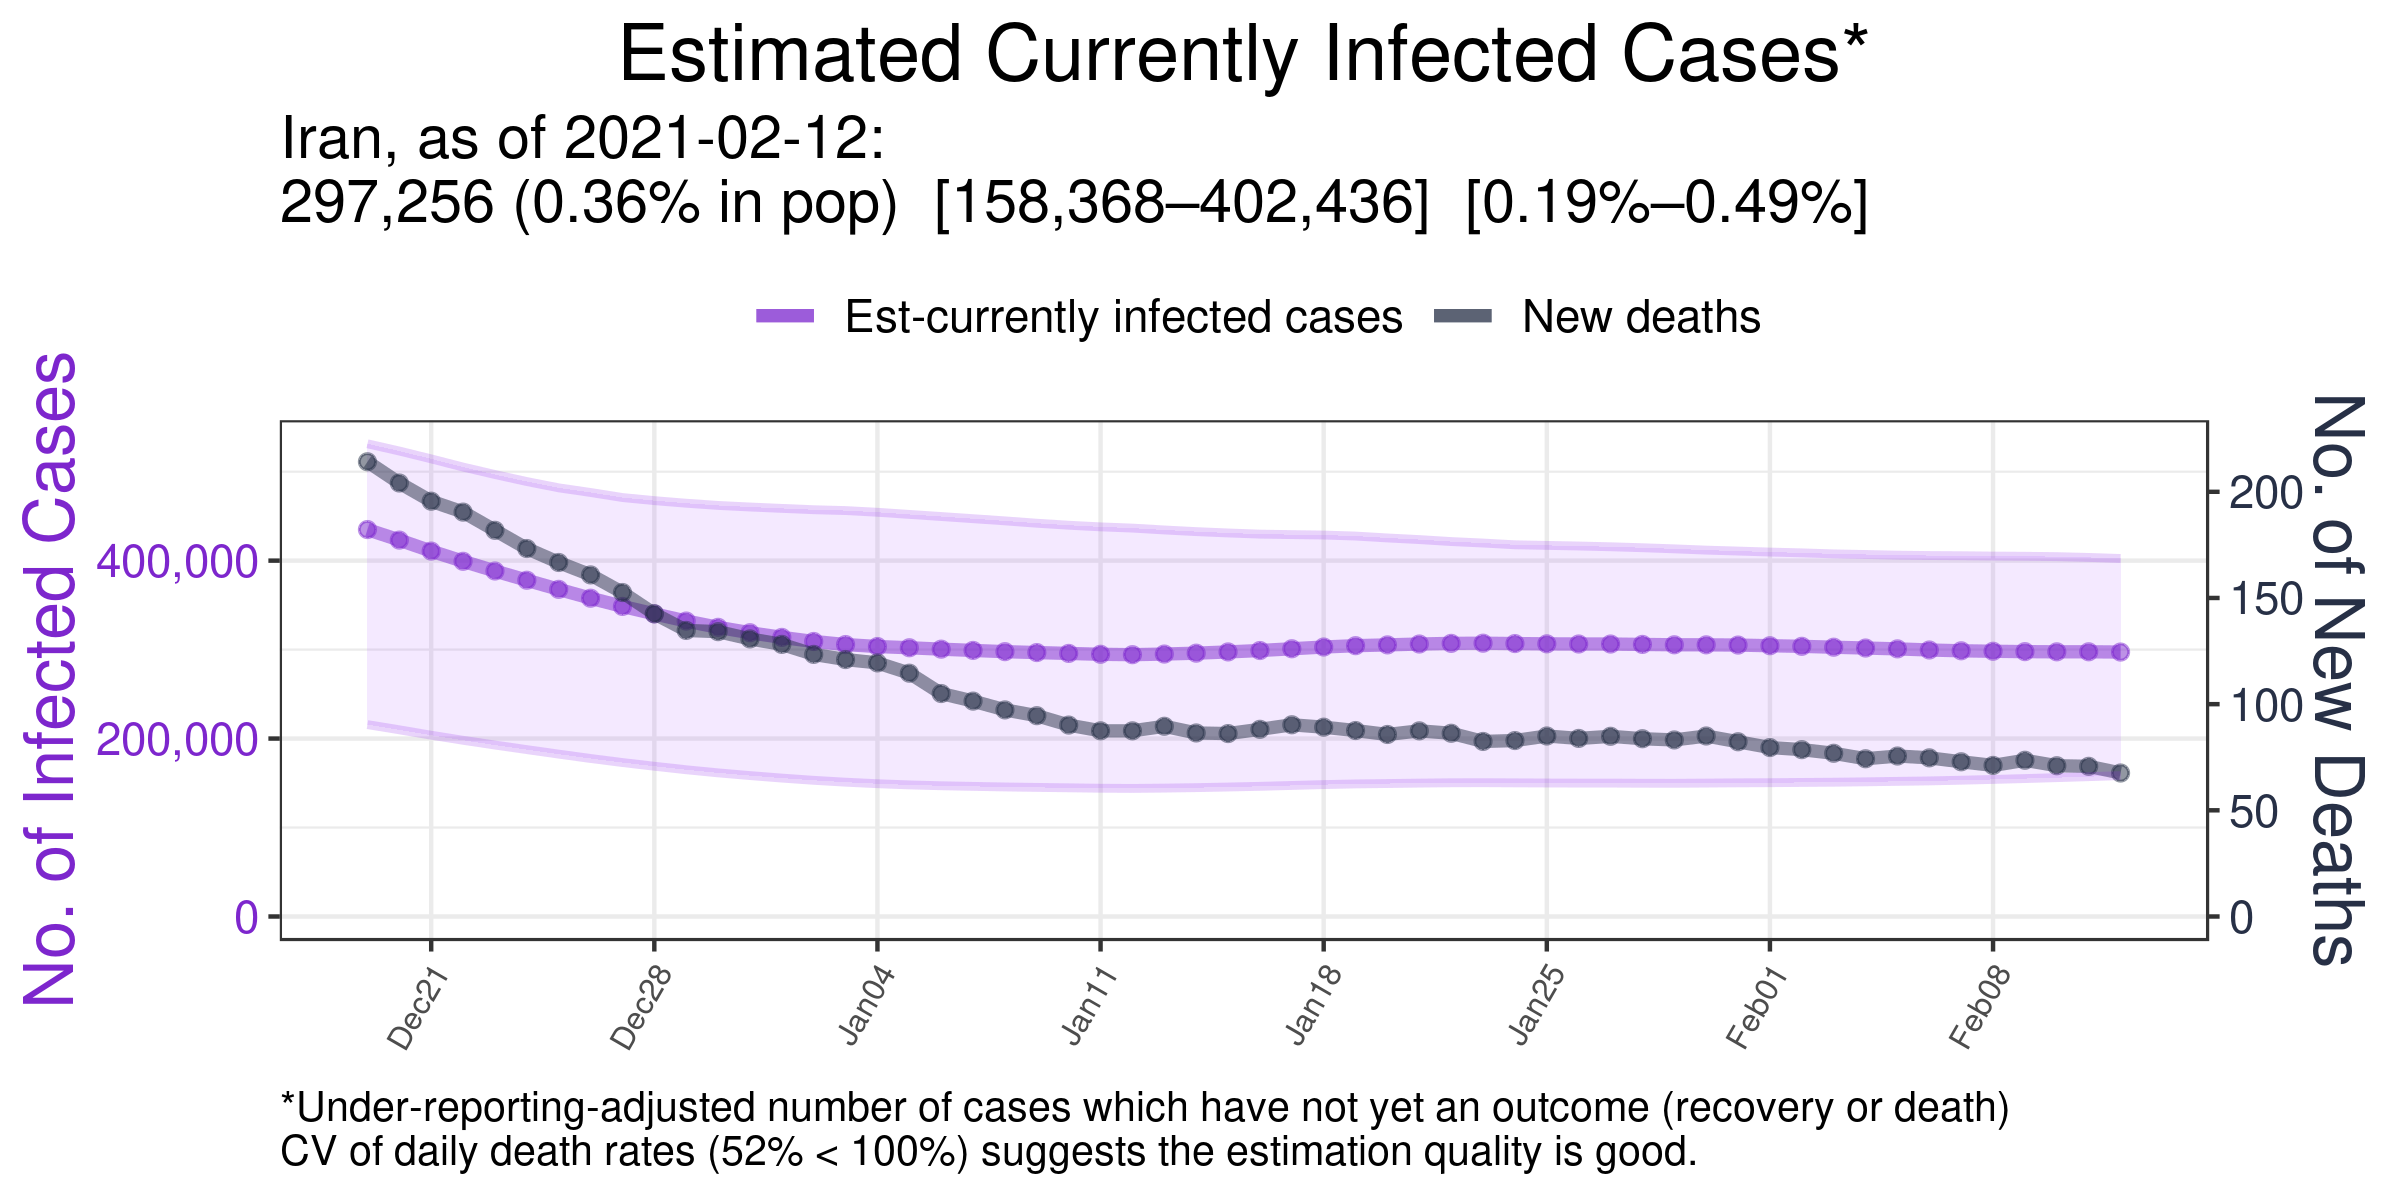 Estimated Currently Infected Cases*
Iran, as of 2021-02-12:
297,256 (0.36% in pop)  [158,368–402,436]  [0.19%–0.49%]
Est-currently infected cases
New deaths
No. of Infected Cases
400,000
200,000
0
No. of New Deaths
200
150
100
50
0
Dec21
Dec28
Jan04
Jan11
Jan18
Jan25
Feb01
Feb08
*Under-reporting-adjusted number of cases which have not yet an outcome (recovery or death)
CV of daily death rates (52% < 100%) suggests the estimation quality is good.